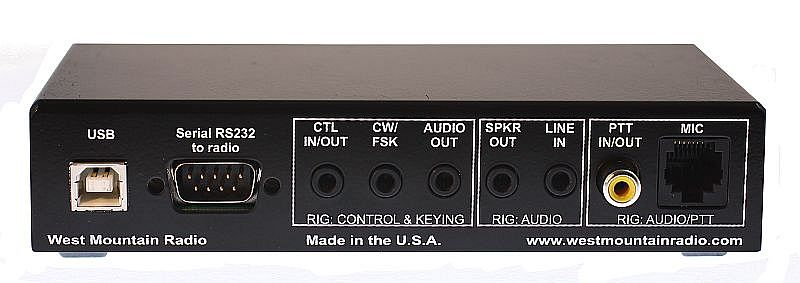 USB
Serial RS232
to radio
CTL
IN/OUT
CW/
FSK
AUDIO
OUT
RIG: CONTROL & KEYING
SPKR
OUT
LINE
IN
RIG: AUDIO
PTT
IN/OUT
MIC
RIG: AUDIO/PTT
West Mountain Radio
Made in the U.S.A.
www.westmountainradio.com